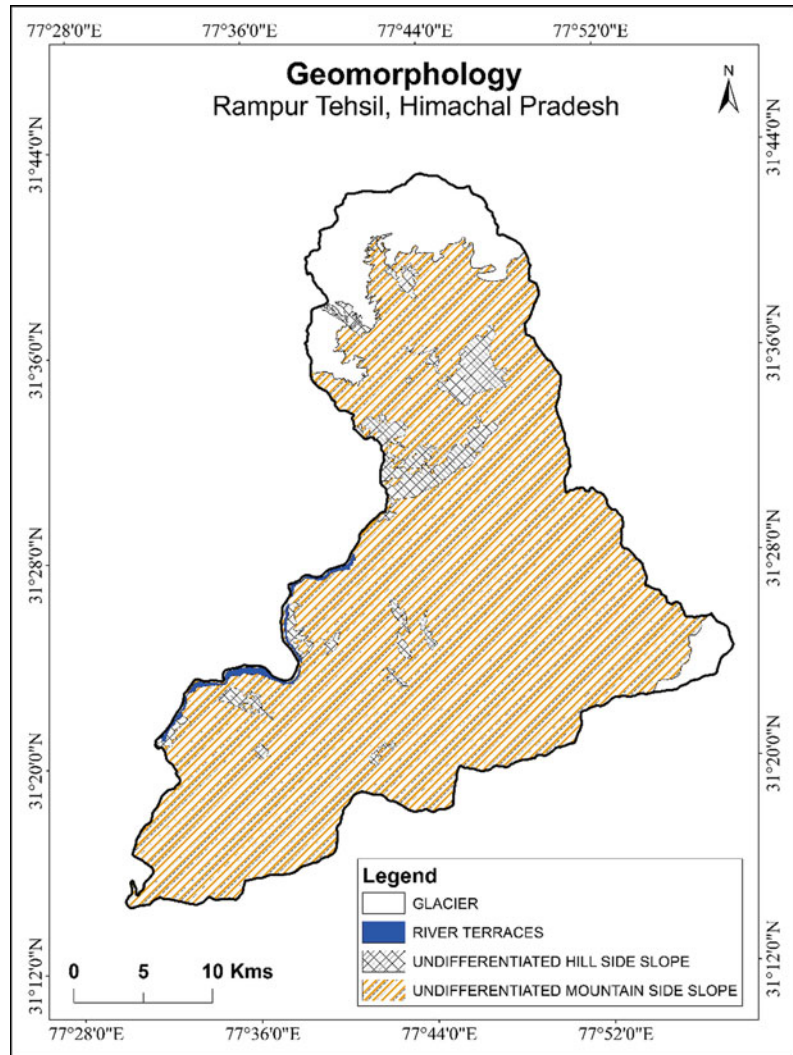 77°28'0"E 77°36'0"E 77°44'0"E 77°52'0"E
Geomorphology
Rampur Tehsil, Himachal Pradesh
N
31°44'0"N 31°44'0"N
31°36'0"N 31°36'0"N
31°28'0"N 31°28'0"N
31°20'0"N 31°20'0"N
31°12'0"N 31°12'0"N
Legend
GLACIER
RIVER TERRACES
UNDIFFERENTIATED HILL SIDE SLOPE
UNDIFFERENTIATED MOUNTAIN SIDE SLOPE
0 5 10 Kms
77°28'0"E 77°36'0"E 77°44'0"E 77°52'0"E